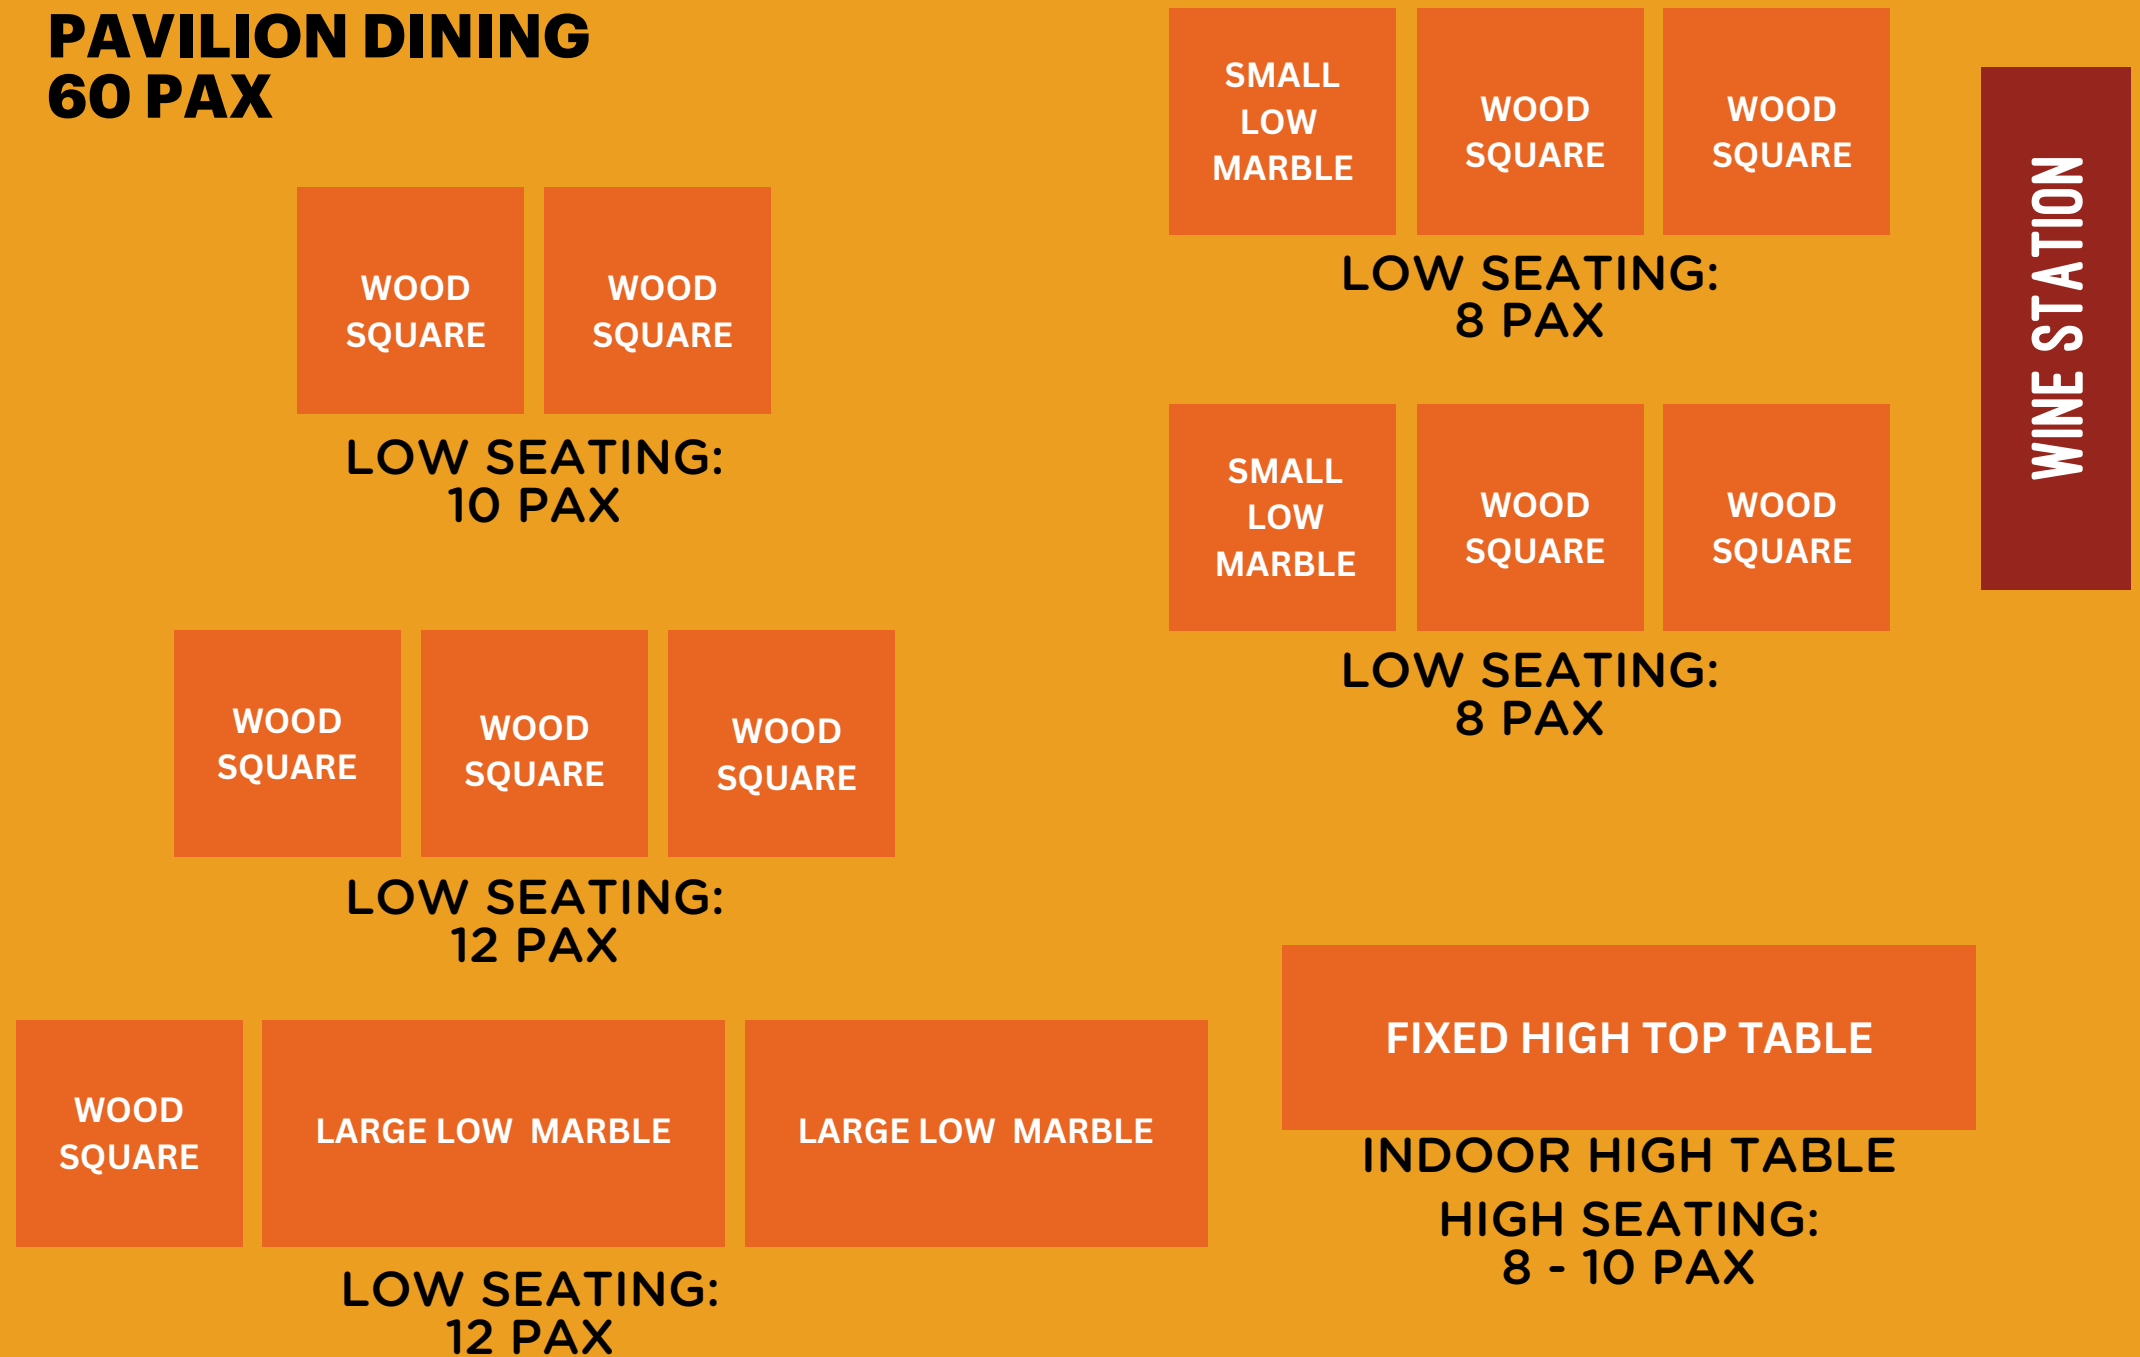 PAVILION DINING
60 PAX
WOOD
SQUARE
WOOD
SQUARE
LOW SEATING:
10 PAX
WOOD
SQUARE
WOOD
SQUARE
WOOD
SQUARE
LOW SEATING:
12 PAX
WOOD
SQUARE
LARGE LOW MARBLE
LARGE LOW MARBLE
LOW SEATING:
12 PAX
SMALL
LOW
MARBLE
WOOD
SQUARE
WOOD
SQUARE
LOW SEATING:
8 PAX
SMALL
LOW
MARBLE
WOOD
SQUARE
WOOD
SQUARE
LOW SEATING:
8 PAX
WINE STATION
FIXED HIGH TOP TABLE
INDOOR HIGH TABLE
HIGH SEATING:
8 - 10 PAX